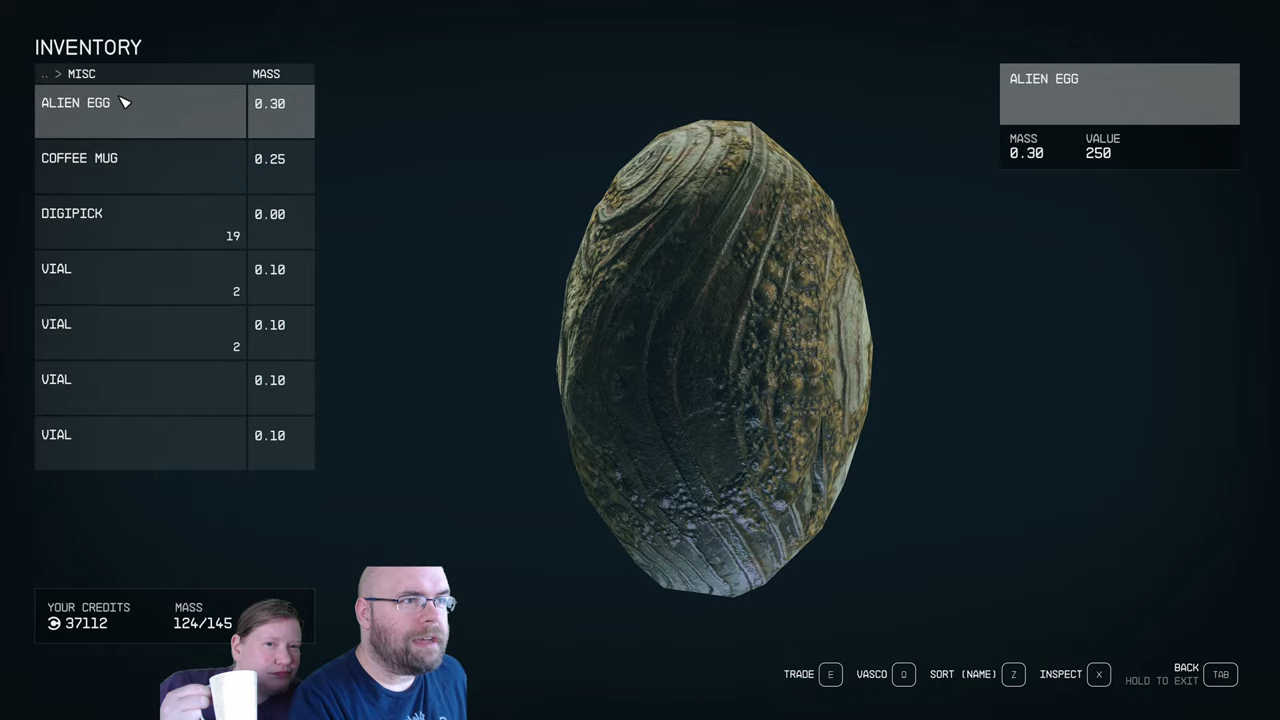 INVENTORY
.. > MISC MASS
ALIEN EGG 0.30
COFFEE MUG 0.25
DIGIPICK 0.00
19
VIAL 0.10
2
VIAL 0.10
2
VIAL 0.10
VIAL 0.10
YOUR CREDITS MASS
37112 124/145
ALIEN EGG
MASS VALUE
0.30 250
TRADE E VASCO Q SORT (NAME) Z INSPECT X BACK TAB
HOLD TO EXIT